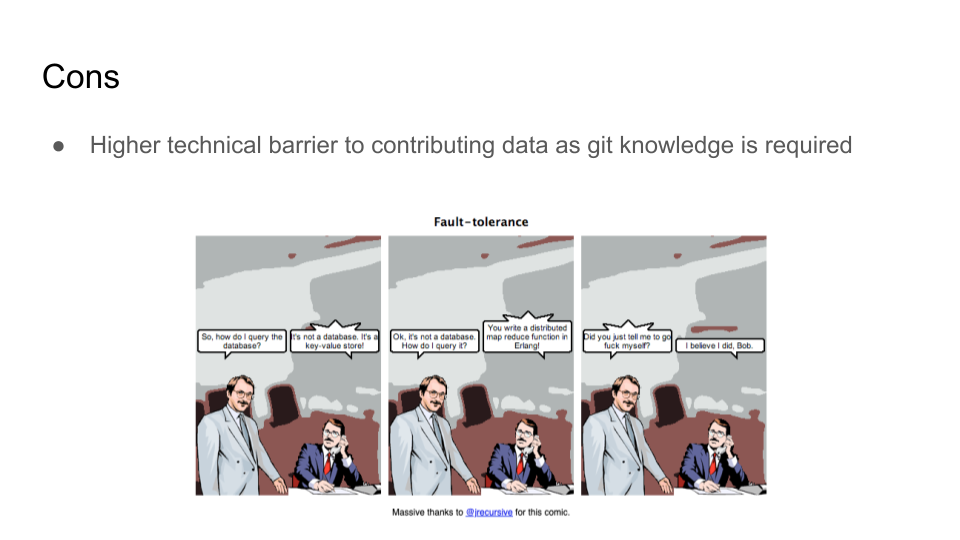 Cons
● Higher technical barrier to contributing data as git knowledge is required
Fault-tolerance
So, how do I query the
database?
It's not a database. It's a
key-value store!
Ok, it's not a database.
How do I query it?
You write a distributed
map reduce function in
Erlang!
Did you just tell me to go
fuck myself?
I believe I did, Bob.
Massive thanks to @jrecursive for this comic.